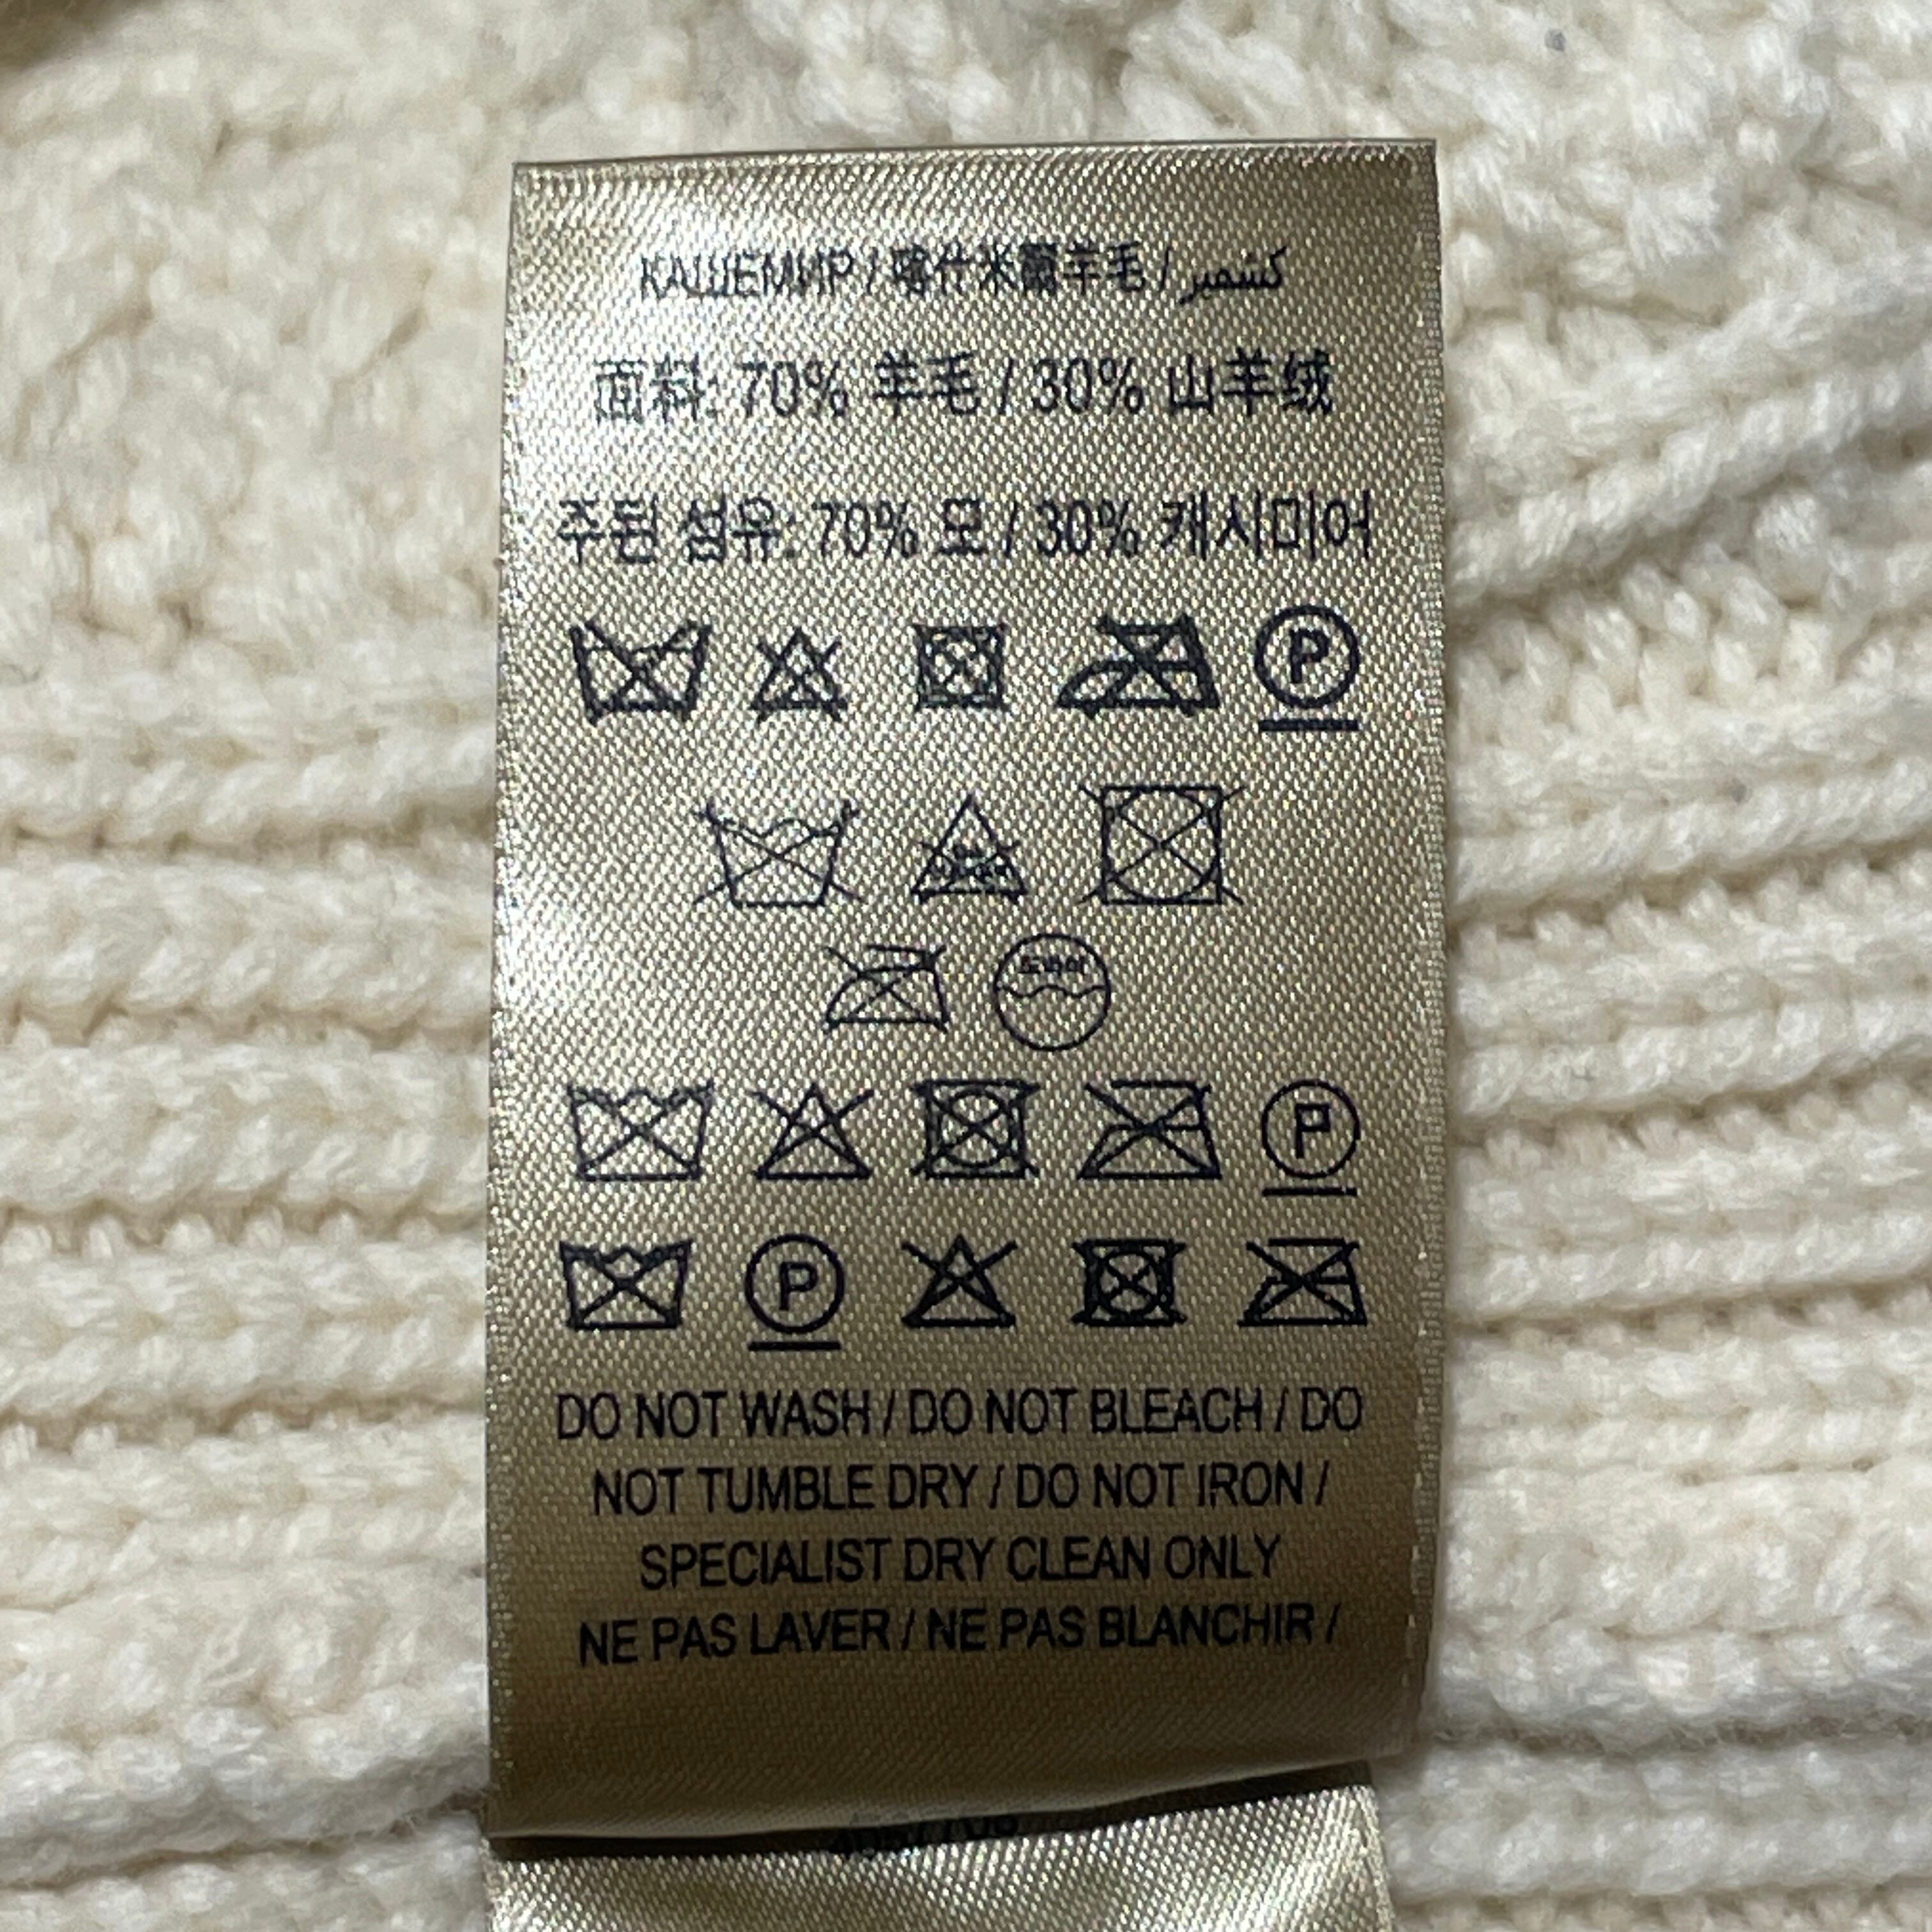 КАШЕМИР / 喀什米爾羊毛 / كشمير
面料: 70% 羊毛 / 30% 山羊绒
주된 섬유: 70% 모 / 30% 캐시미어
P
P
P
DO NOT WASH / DO NOT BLEACH / DO
NOT TUMBLE DRY / DO NOT IRON /
SPECIALIST DRY CLEAN ONLY
NE PAS LAVER / NE PAS BLANCHIR /